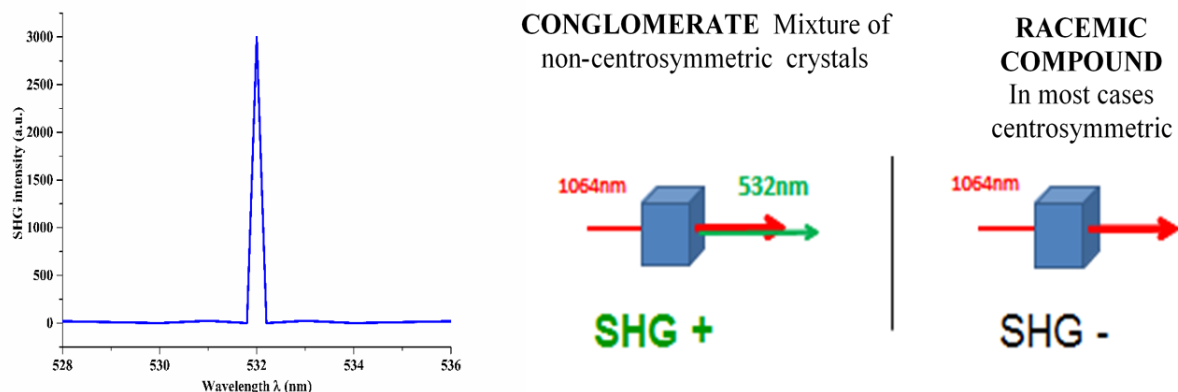 3000
2500
2000
1500
1000
500
0
SHG intensity (a.u.)
528
530
532
534
536
Wavelength λ (nm)
CONGLOMERATE Mixture of
non-centrosymmetric crystals
1064nm
532nm
SHG +
RACEMIC
COMPOUND
In most cases
centrosymmetric
1064nm
SHG -